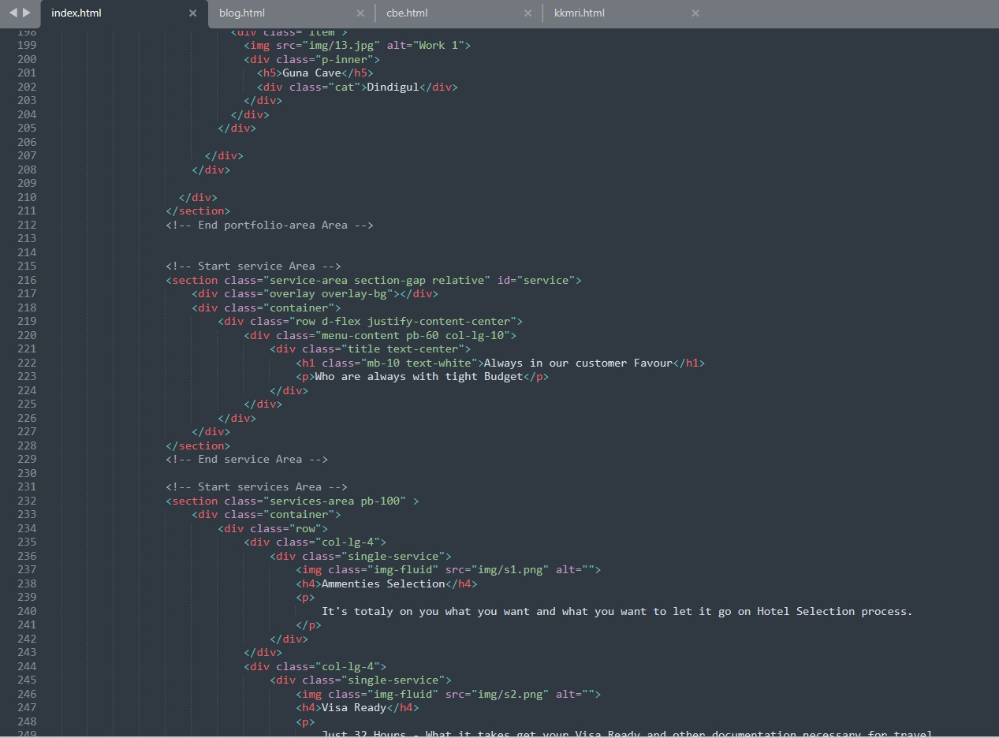 index.html
blog.html
cbe.html
kkmri.html
198 <div class="item">
199 <img src="img/13.jpg" alt="Work 1">
200 <div class="p-inner">
201 <h5>Guna Cave</h5>
202 <div class="cat">Dindigul</div>
203 </div>
204 </div>
205 </div>
206
207 </div>
208 </div>
209
210 </div>
211 </section>
212 <!-- End portfolio-area Area -->
213
214
215 <!-- Start service Area -->
216 <section class="service-area section-gap relative" id="service">
217 <div class="overlay overlay-bg"></div>
218 <div class="container">
219 <div class="row d-flex justify-content-center">
220 <div class="menu-content pb-60 col-lg-10">
221 <div class="title text-center">
222 <h1 class="mb-10 text-white">Always in our customer Favour</h1>
223 <p>Who are always with tight Budget</p>
224 </div>
225 </div>
226 </div>
227 </div>
228 </section>
229 <!-- End service Area -->
230
231 <!-- Start services Area -->
232 <section class="services-area pb-100" >
233 <div class="container">
234 <div class="row">
235 <div class="col-lg-4">
236 <div class="single-service">
237 <img class="img-fluid" src="img/s1.png" alt="">
238 <h4>Ammenties Selection</h4>
239 <p>
240 It's totaly on you what you want and what you want to let it go on Hotel Selection process.
241 </p>
242 </div>
243 </div>
244 <div class="col-lg-4">
245 <div class="single-service">
246 <img class="img-fluid" src="img/s2.png" alt="">
247 <h4>Visa Ready</h4>
248 <p>
249 Just 32 Hours - What it takes get your Visa Ready and other documentation necessary for travel